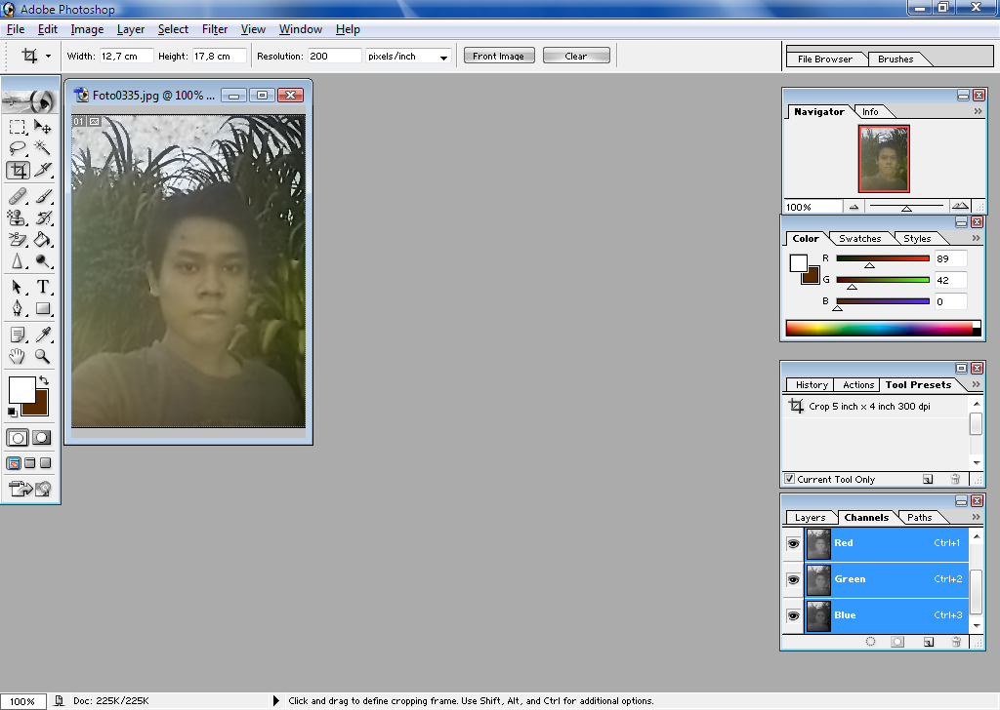 Adobe Photoshop
File Edit Image Layer Select Filter View Window Help
Width: 12,7 cm Height: 17,8 cm Resolution: 200 pixels/inch Front Image Clear File Browser Brushes
Foto0335.jpg @ 100% ...
01
Navigator Info
100%
Color Swatches Styles
R 89
G 42
B 0
History Actions Tool Presets
Crop 5 inch x 4 inch 300 dpi
Current Tool Only
Layers Channels Paths
Red Ctrl+1
Green Ctrl+2
Blue Ctrl+3
T
100% Doc: 225K/225K Click and drag to define cropping frame. Use Shift, Alt, and Ctrl for additional options.